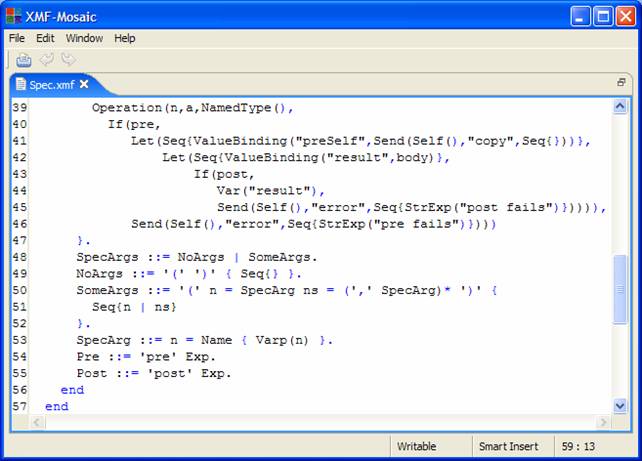 XMF-Mosaic
File Edit Window Help
Spec.xmf
39 Operation(n,a,NamedType(),
40 If(pre,
41 Let(Seq{ValueBinding("preSelf",Send(Self(),"copy",Seq{}))},
42 Let(Seq{ValueBinding("result",body)},
43 If(post,
44 Var("result"),
45 Send(Self(),"error",Seq{StrExp("post fails")})))),
46 Send(Self(),"error",Seq{StrExp("pre fails")})))
47 }.
48 SpecArgs ::= NoArgs | SomeArgs.
49 NoArgs ::= '(' ')' { Seq{} }.
50 SomeArgs ::= '(' n = SpecArg ns = (',' SpecArg)* ')' {
51 Seq{n | ns}
52 }.
53 SpecArg ::= n = Name { Varp(n) }.
54 Pre ::= 'pre' Exp.
55 Post ::= 'post' Exp.
56 end
57 end
Writable Smart Insert 59 : 13